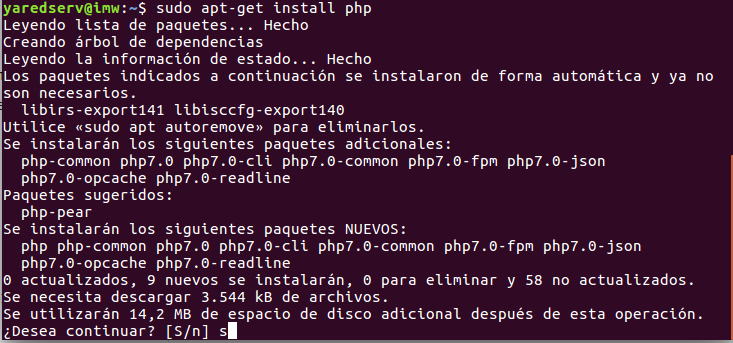 yaredserv@imw:~$ sudo apt-get install php
Leyendo lista de paquetes... Hecho
Creando árbol de dependencias
Leyendo la información de estado... Hecho
Los paquetes indicados a continuación se instalaron de forma automática y ya no
son necesarios.
  libirs-export141 libisccfg-export140
Utilice «sudo apt autoremove» para eliminarlos.
Se instalarán los siguientes paquetes adicionales:
  php-common php7.0 php7.0-cli php7.0-common php7.0-fpm php7.0-json
  php7.0-opcache php7.0-readline
Paquetes sugeridos:
  php-pear
Se instalarán los siguientes paquetes NUEVOS:
  php php-common php7.0 php7.0-cli php7.0-common php7.0-fpm php7.0-json
  php7.0-opcache php7.0-readline
0 actualizados, 9 nuevos se instalarán, 0 para eliminar y 58 no actualizados.
Se necesita descargar 3.544 kB de archivos.
Se utilizarán 14,2 MB de espacio de disco adicional después de esta operación.
¿Desea continuar? [S/n] s